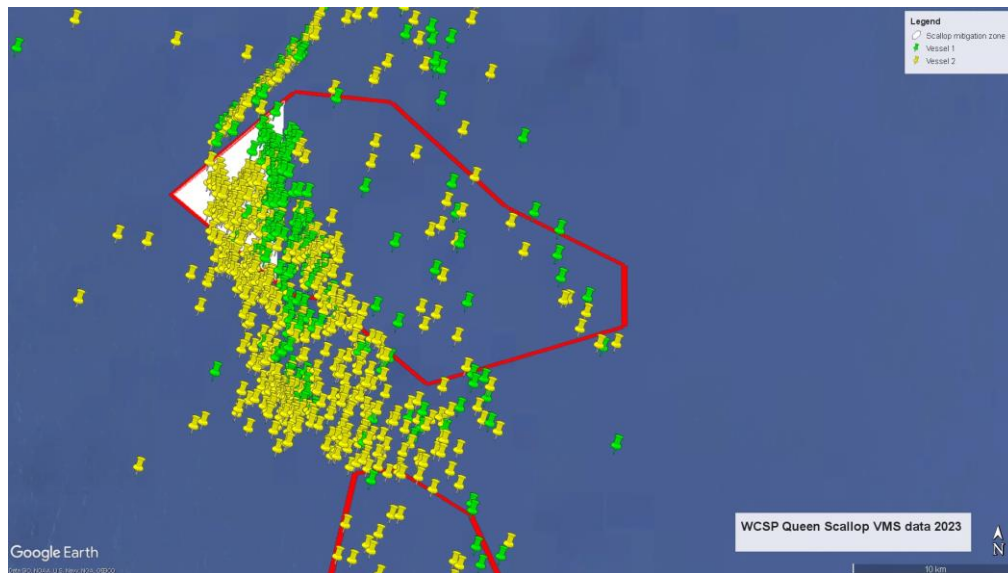 Legend
Scallop mitigation zone
Vessel 1
Vessel 2
WCSP Queen Scallop VMS data 2023
N
Google Earth
10 km